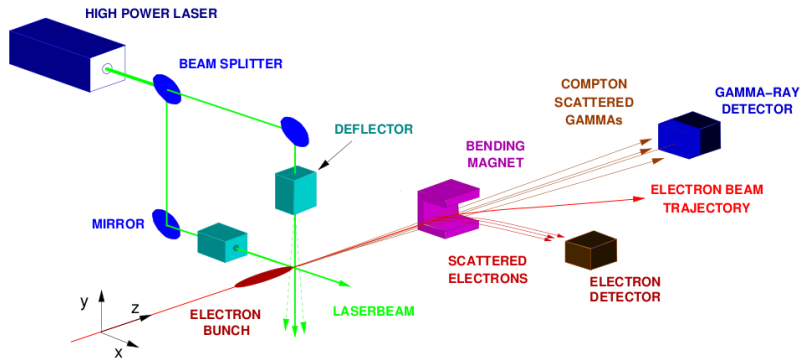 HIGH POWER LASER
BEAM SPLITTER
COMPTON
SCATTERED
GAMMAs
GAMMA-RAY
DETECTOR
DEFLECTOR
BENDING
MAGNET
ELECTRON BEAM
TRAJECTORY
MIRROR
SCATTERED
ELECTRONS
ELECTRON
DETECTOR
y
z
x
ELECTRON
BUNCH
LASERBEAM